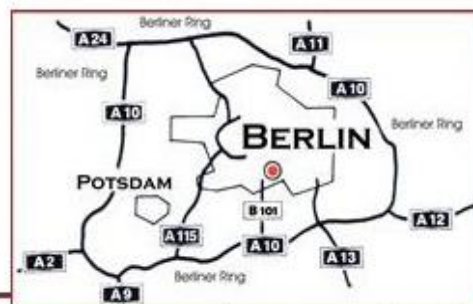 Berliner Ring
A 24
A 11
Berliner Ring
A 10
A 10
Berliner Ring
BERLIN
POTSDAM
B 101
A 115
A 12
A 2
A 10
A 13
Berliner Ring
A 9